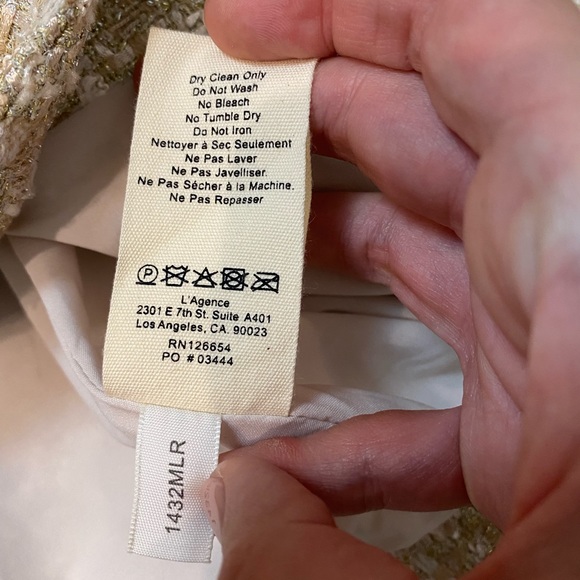 Dry Clean Only
Do Not Wash
No Bleach
No Tumble Dry
Do Not Iron
Nettoyer à Sec Seulement
Ne Pas Laver
Ne Pas Javelliser.
Ne Pas Sécher à la Machine.
Ne Pas Repasser
P
L'Agence
2301 E 7th St. Suite A401
Los Angeles, CA. 90023
RN126654
PO # 03444
1432MLR